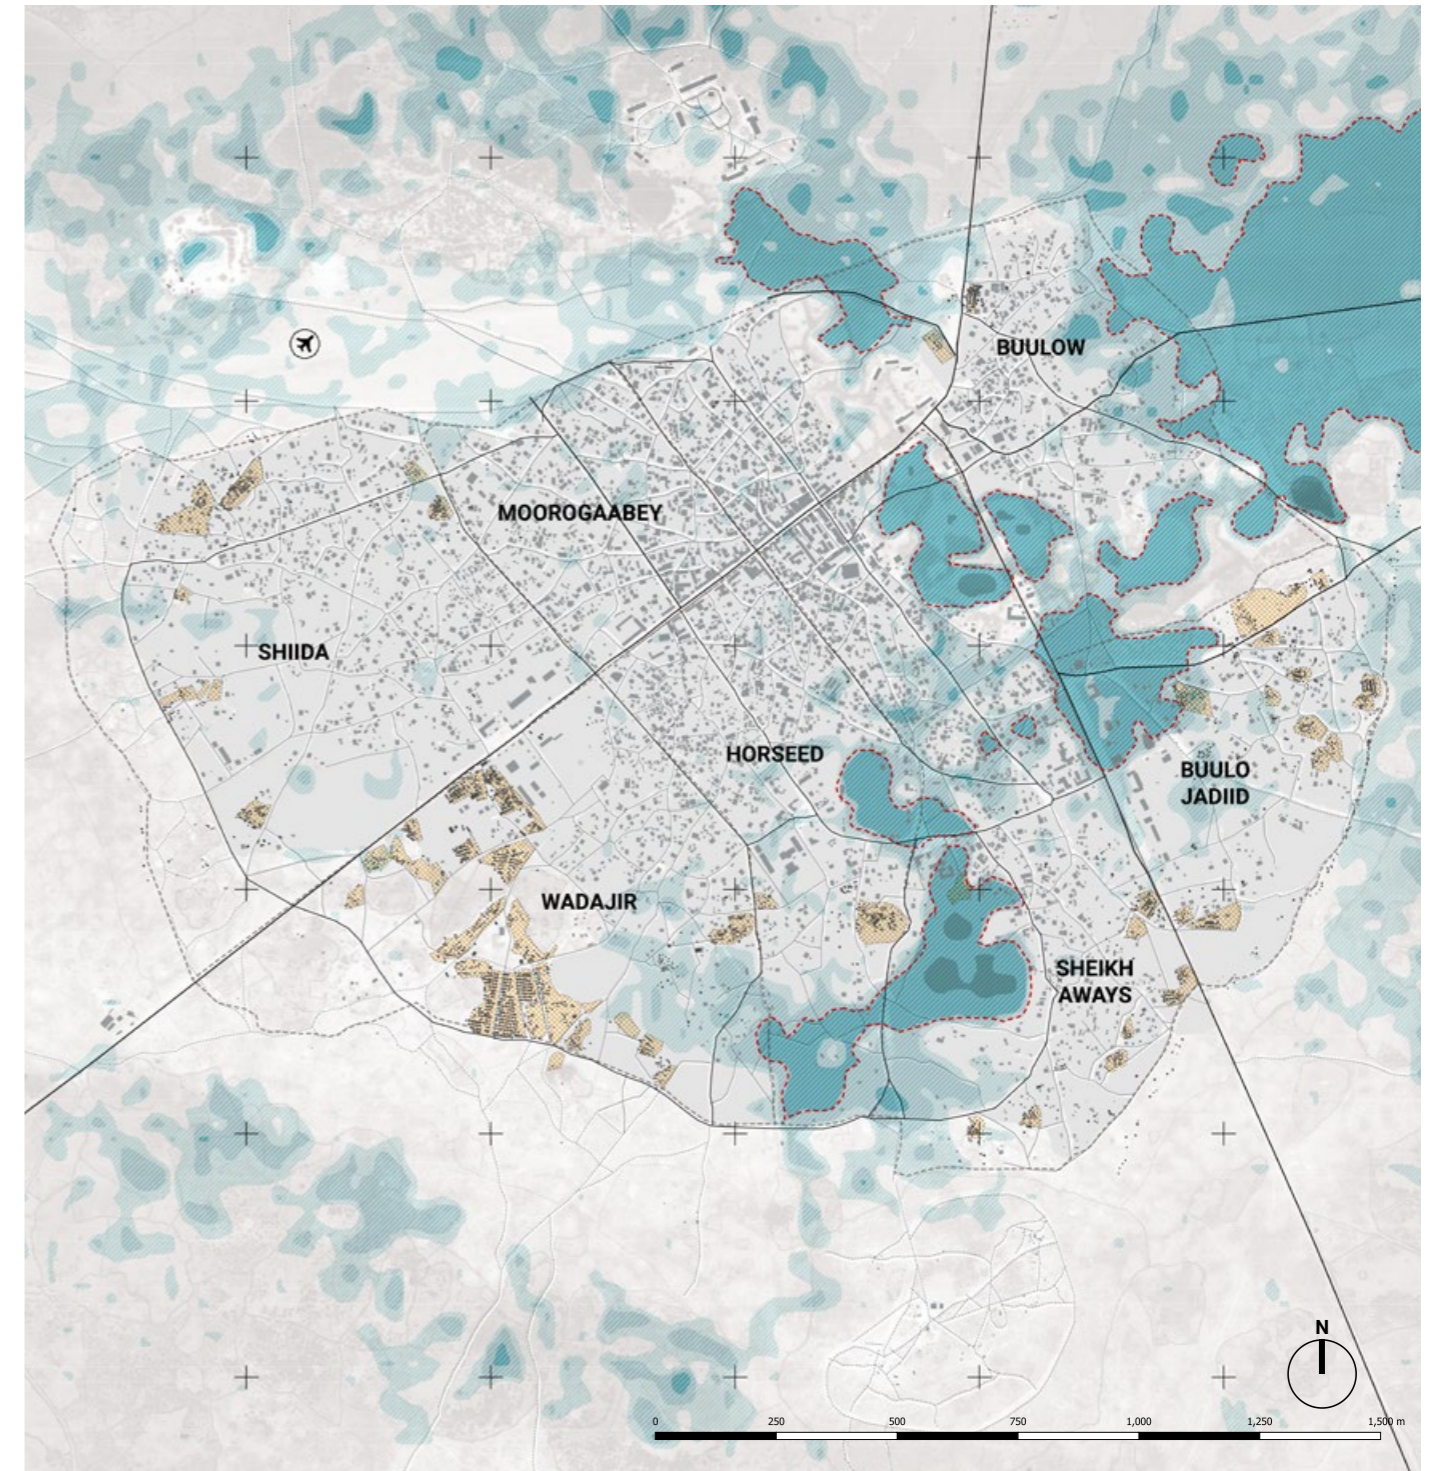 BUULOW
MOOROGAABEY
SHIIDA
HORSEED
BUULO
JADIID
WADAJIR
SHEIKH
AWAYS
N
0 250 500 750 1,000 1,250 1,500 m